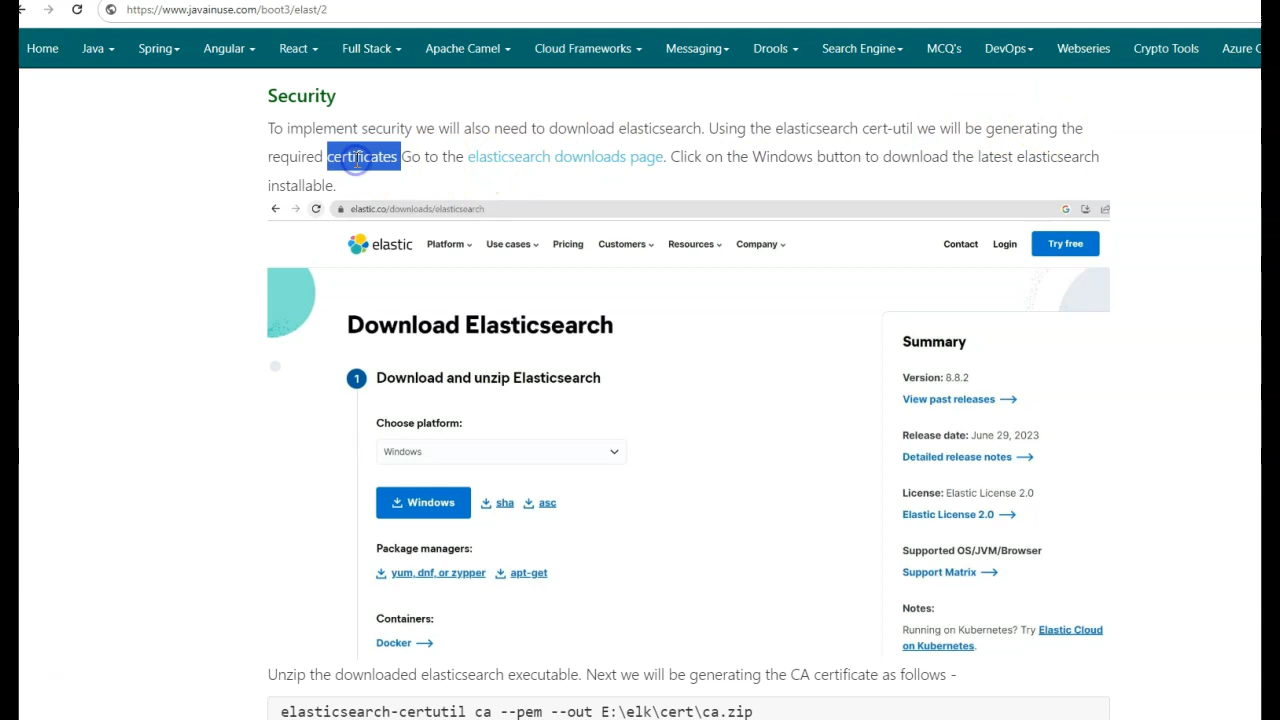 https://www.javainuse.com/boot3/elast/2
Home Java Spring Angular React Full Stack Apache Camel Cloud Frameworks Messaging Drools Search Engine MCQ's DevOps Webseries Crypto Tools Azure
Security
To implement security we will also need to download elasticsearch. Using the elasticsearch cert-util we will be generating the
required certificates Go to the elasticsearch downloads page. Click on the Windows button to download the latest elasticsearch
installable.
elastic.co/downloads/elasticsearch
elastic Platform Use cases Pricing Customers Resources Company Contact Login Try free
Download Elasticsearch
Summary
1 Download and unzip Elasticsearch
Version: 8.8.2
View past releases
Choose platform:
Release date: June 29, 2023
Windows
Detailed release notes
License: Elastic License 2.0
Windows sha asc
Elastic License 2.0
Package managers:
Supported OS/JVM/Browser
yum, dnf, or zypper apt-get
Support Matrix
Containers:
Notes:
Running on Kubernetes? Try Elastic Cloud
Docker
on Kubernetes.
Unzip the downloaded elasticsearch executable. Next we will be generating the CA certificate as follows -
elasticsearch-certutil ca --pem --out E:\elk\cert\ca.zip